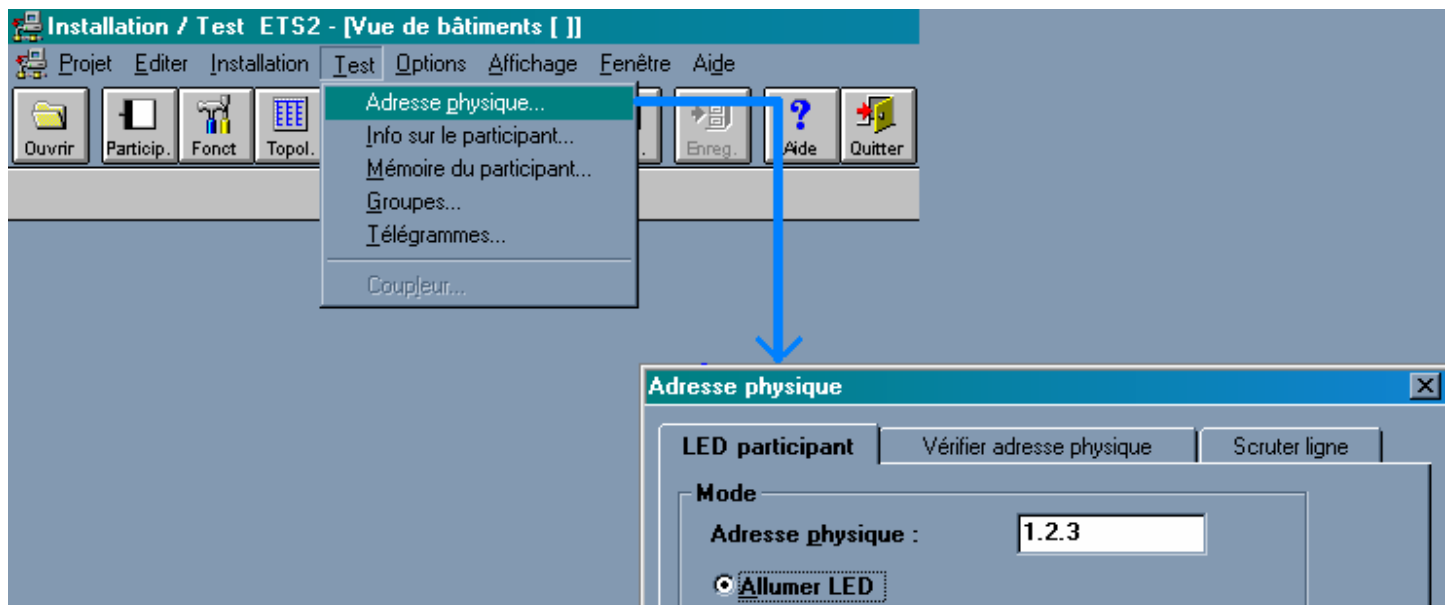 Installation / Test ETS2 - [Vue de bâtiments [ ]]
Projet Editer Installation Test Options Affichage Fenêtre Aide
Ouvrir Particip. Fonct Topol. Enreg. Aide Quitter
Adresse physique...
Info sur le participant...
Mémoire du participant...
Groupes...
Télégrammes...
Coupleur...
Adresse physique
LED participant Vérifier adresse physique Scruter ligne
Mode
Adresse physique : 1.2.3
Allumer LED